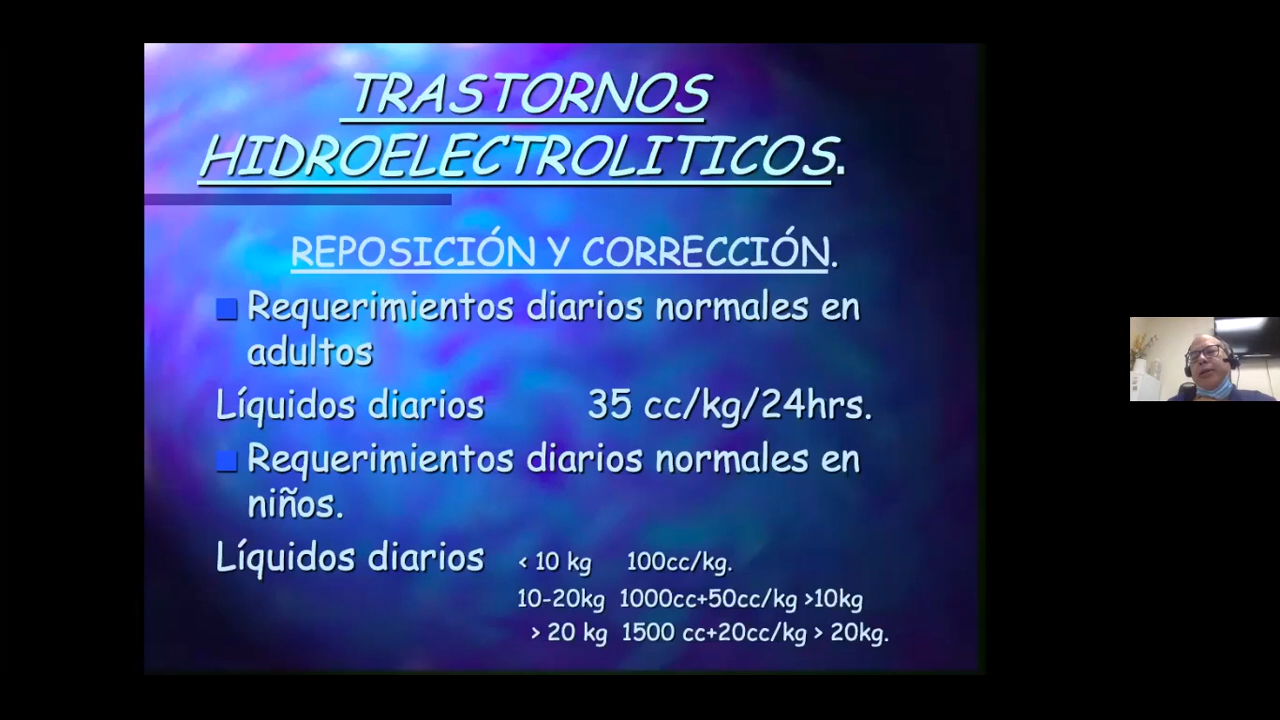 TRASTORNOS
HIDROELECTROLITICOS.
REPOSICIÓN Y CORRECCIÓN.
Requerimientos diarios normales en
adultos
Líquidos diarios 35 cc/kg/24hrs.
Requerimientos diarios normales en
niños.
Líquidos diarios < 10 kg 100cc/kg.
10-20kg 1000cc+50cc/kg >10kg
> 20 kg 1500 cc+20cc/kg > 20kg.